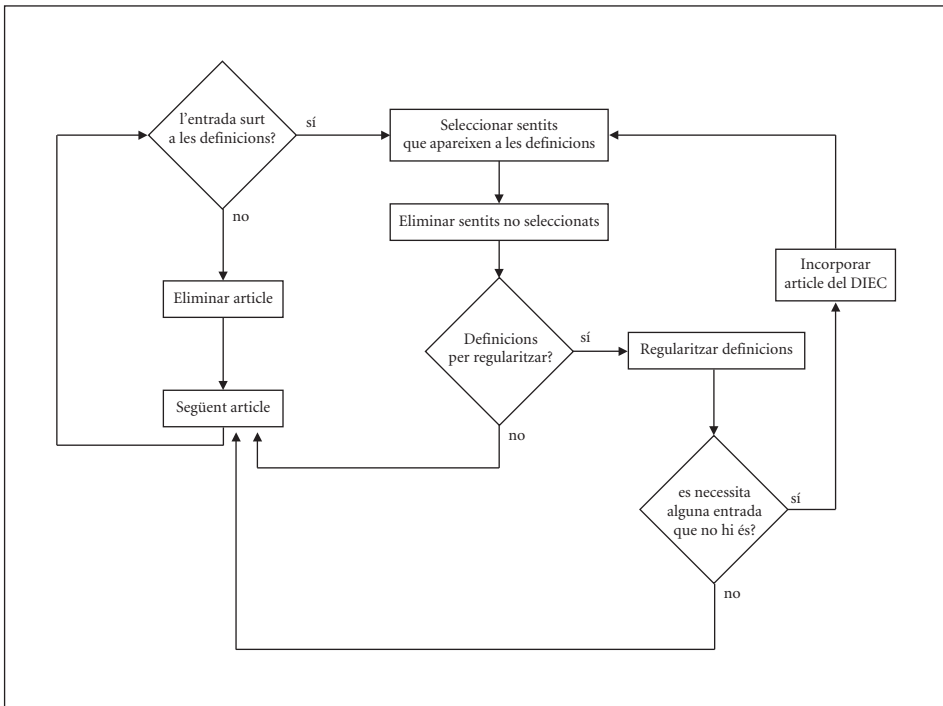 l'entrada surt
a les definicions?
sí
no
Seleccionar sentits
que apareixen a les definicions
Eliminar sentits no seleccionats
Eliminar article
Incorporar
article del DIEC
Definicions
per regularitzar?
sí
no
Regularitzar definicions
Següent article
es necessita
alguna entrada
que no hi és?
sí
no